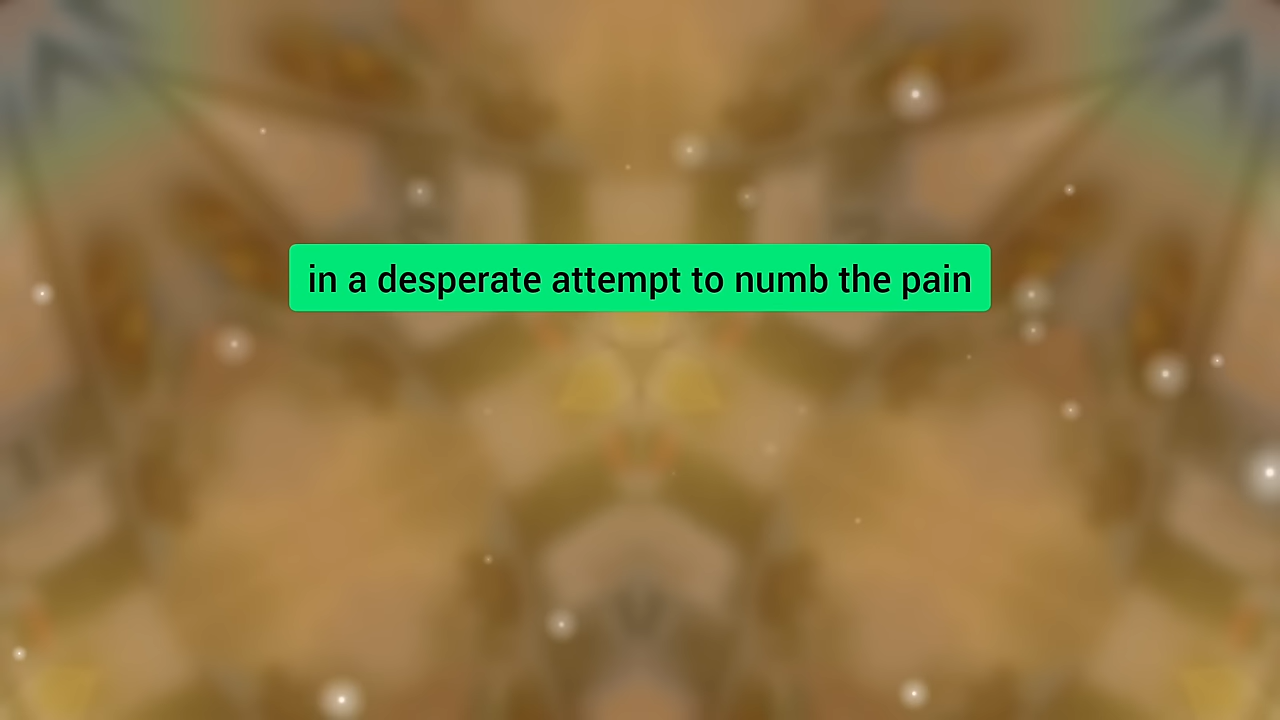 in a desperate attempt to numb the pain